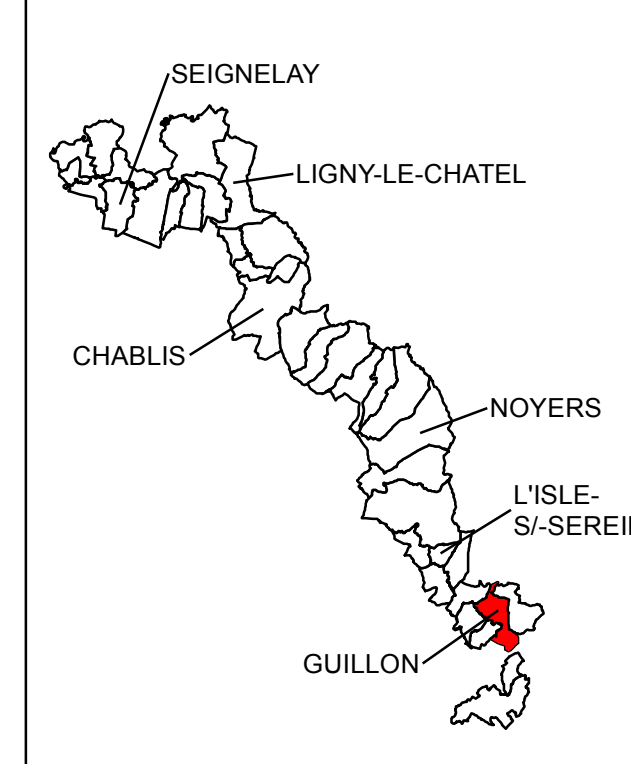 SEIGNELAY
LIGNY-LE-CHATEL
CHABLIS
NOYERS
L'ISLE-
S/-SEREI
GUILLON